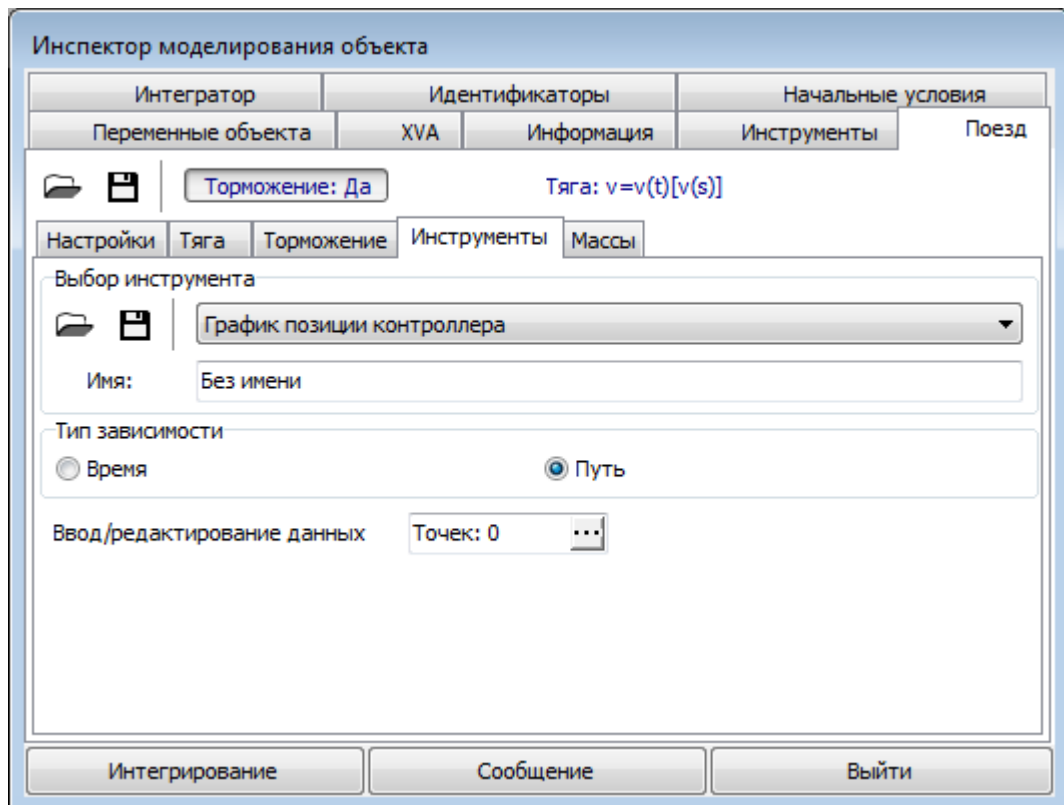 Инспектор моделирования объекта
Интегратор Идентификаторы Начальные условия
Переменные объекта XVA Информация Инструменты Поезд
Торможение: Да Тяга: v=v(t)[v(s)]
Настройки Тяга Торможение Инструменты Массы
Выбор инструмента
График позиции контроллера
Имя: Без имени
Тип зависимости
Время Путь
Ввод/редактирование данных Точек: 0 ...
Интегрирование Сообщение Выйти